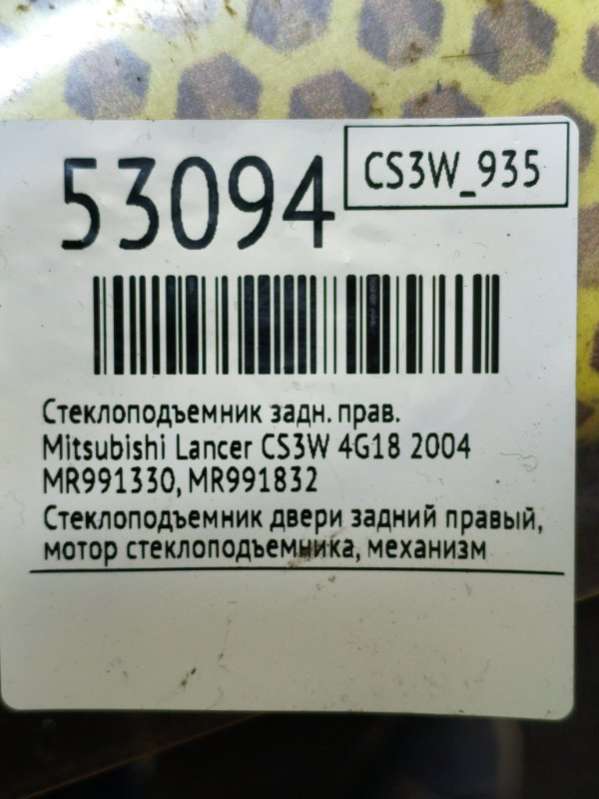 53094
CS3W_935
Стеклоподъемник задн. прав.
Mitsubishi Lancer CS3W 4G18 2004
MR991330, MR991832
Стеклоподъемник двери задний правый,
мотор стеклоподъемника, механизм